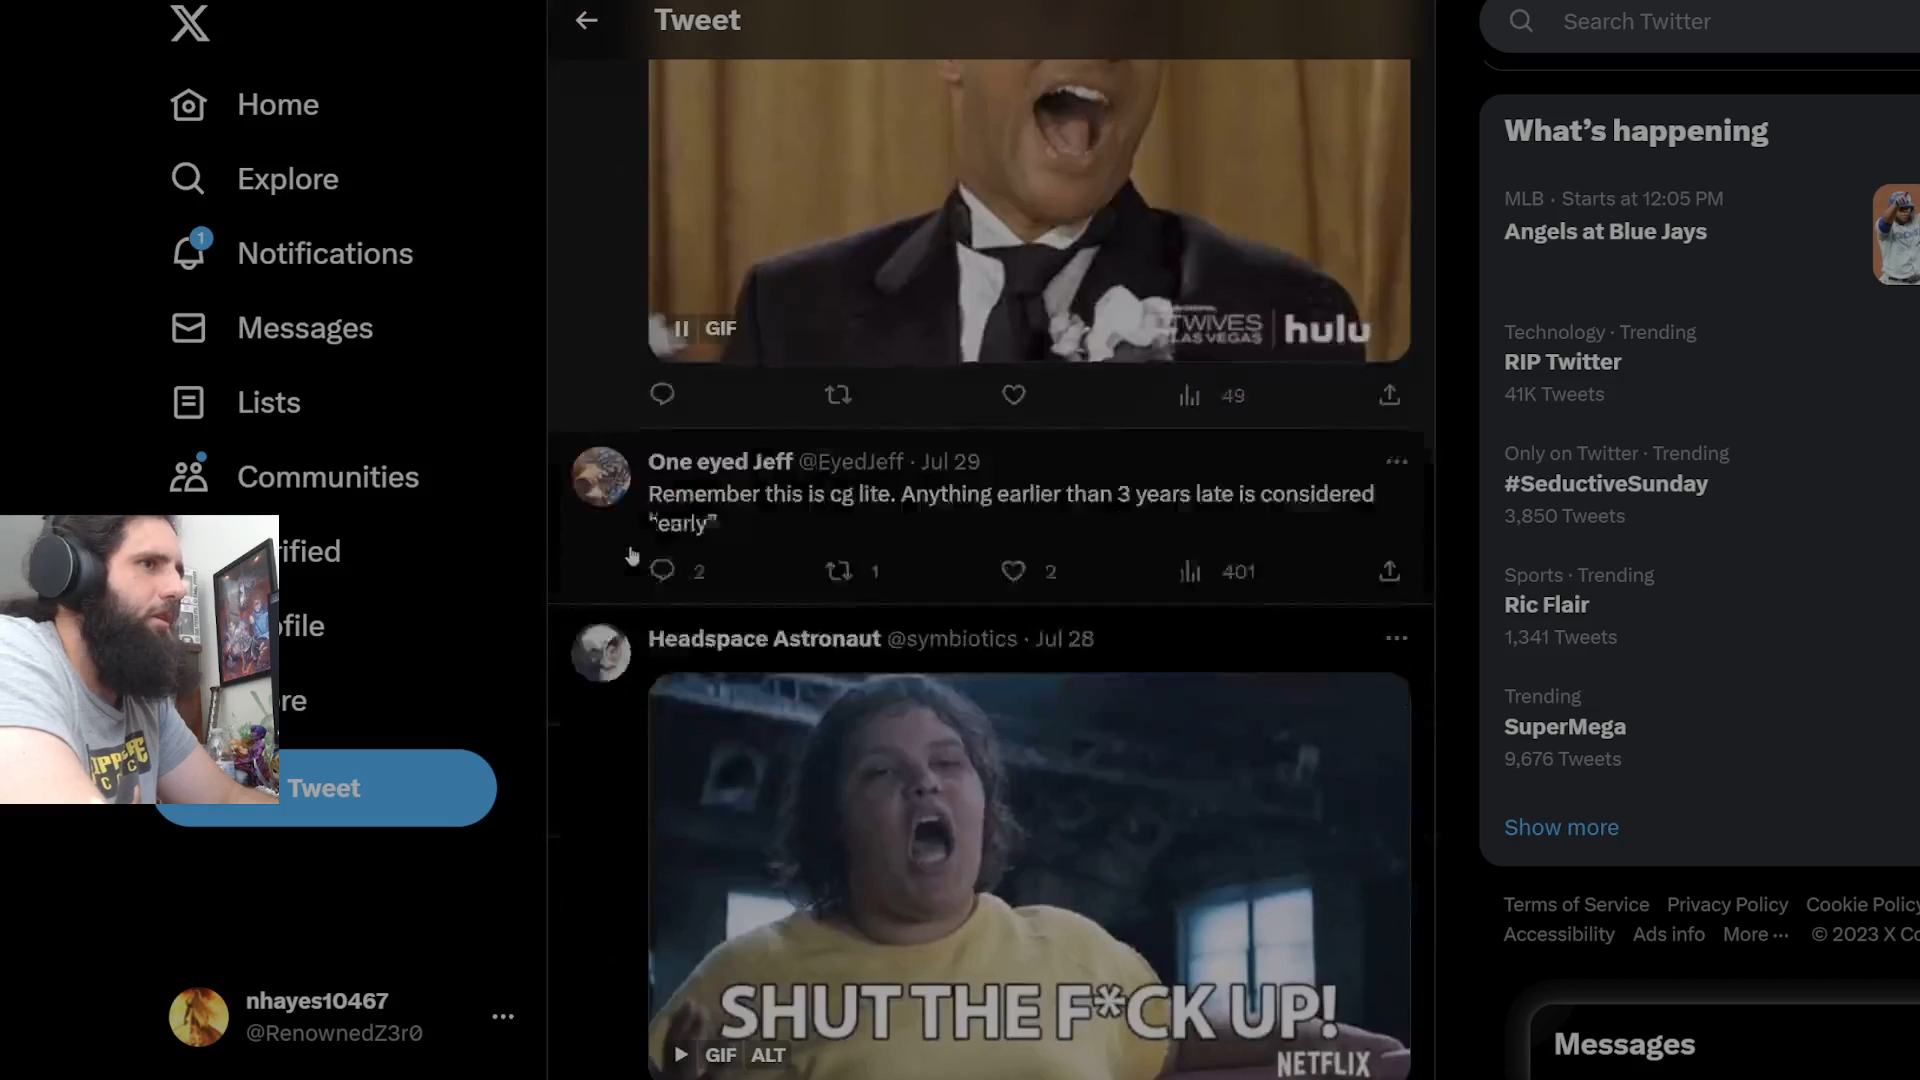 Home
Explore
1
Notifications
Messages
Lists
Communities
ified
file
re
Tweet
nhayes10467
@RenownedZ3r0
Tweet
GIF
hulu
49
One eyed Jeff @EyedJeff · Jul 29
Remember this is cg lite. Anything earlier than 3 years late is considered
"early"
2
1
2
401
Headspace Astronaut @symbiotics · Jul 28
SHUT THE F*CK UP!
GIF ALT
NETFLIX
Search Twitter
What's happening
MLB · Starts at 12:05 PM
Angels at Blue Jays
Technology · Trending
RIP Twitter
41K Tweets
Only on Twitter · Trending
#SeductiveSunday
3,850 Tweets
Sports · Trending
Ric Flair
1,341 Tweets
Trending
SuperMega
9,676 Tweets
Show more
Terms of Service Privacy Policy Cookie Policy
Accessibility Ads info More ··· © 2023 X Co
Messages